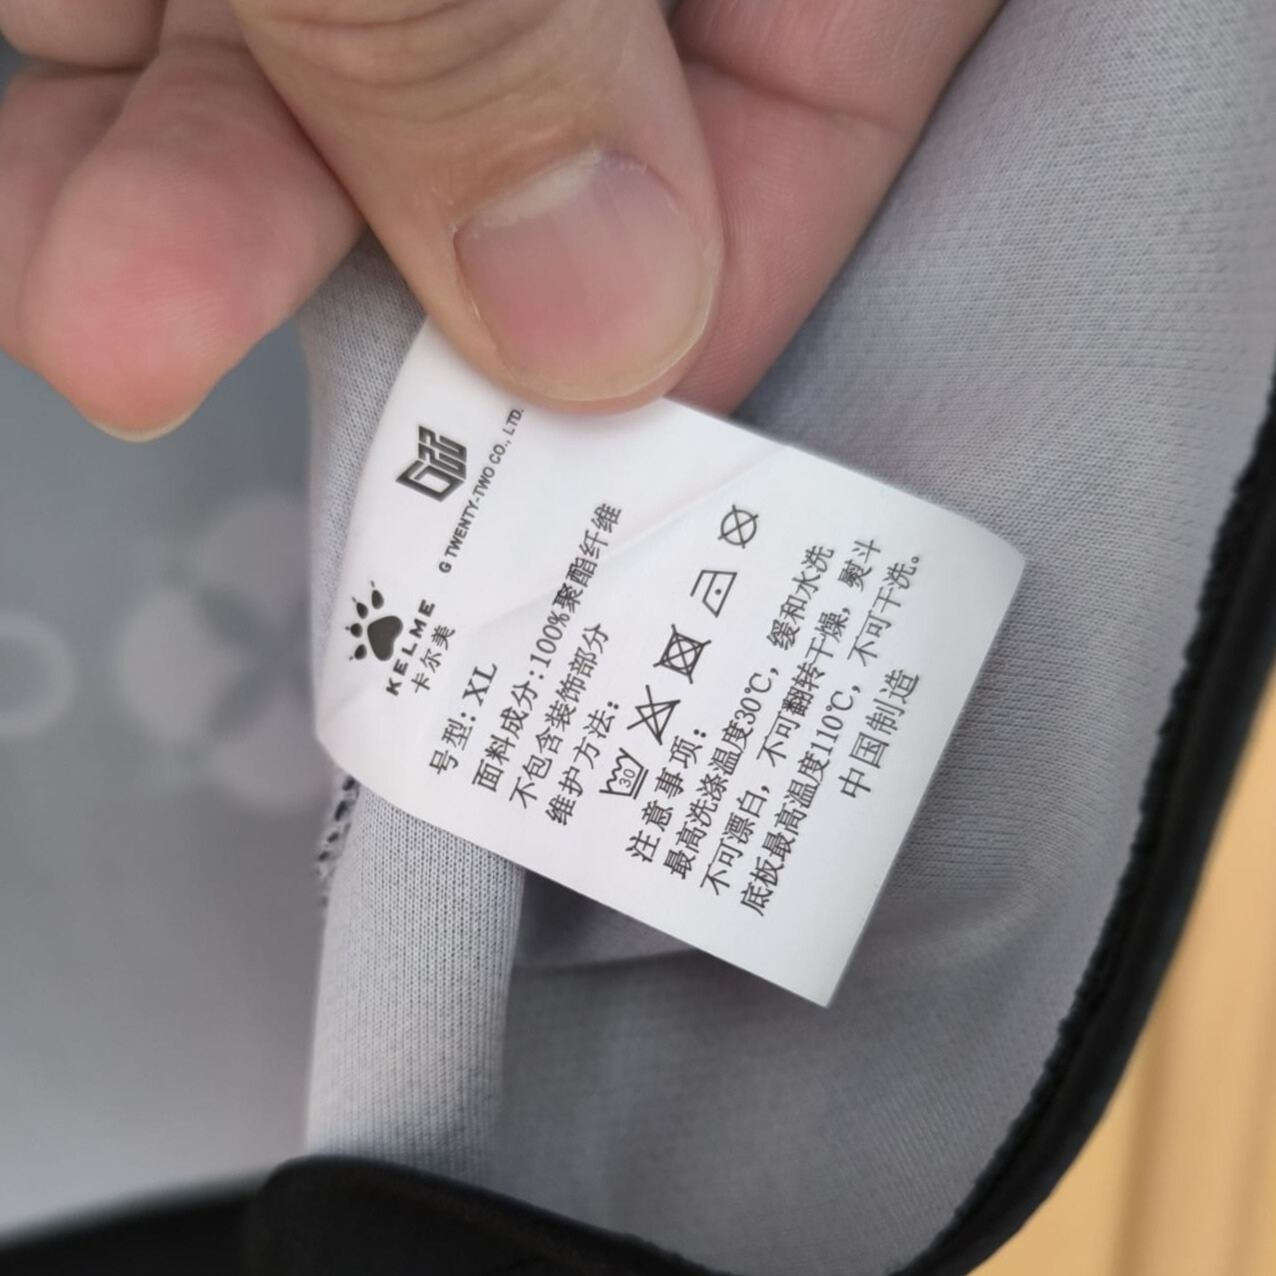 KELME
卡尔美
G22
G TWENTY-TWO CO., LTD.
号型: XL
面料成分:100%聚酯纤维
不包含装饰部分
维护方法:
30
注意事项:
最高洗涤温度30℃, 缓和水洗
不可漂白, 不可翻转干燥, 熨斗
底板最高温度110℃, 不可干洗。
中国制造